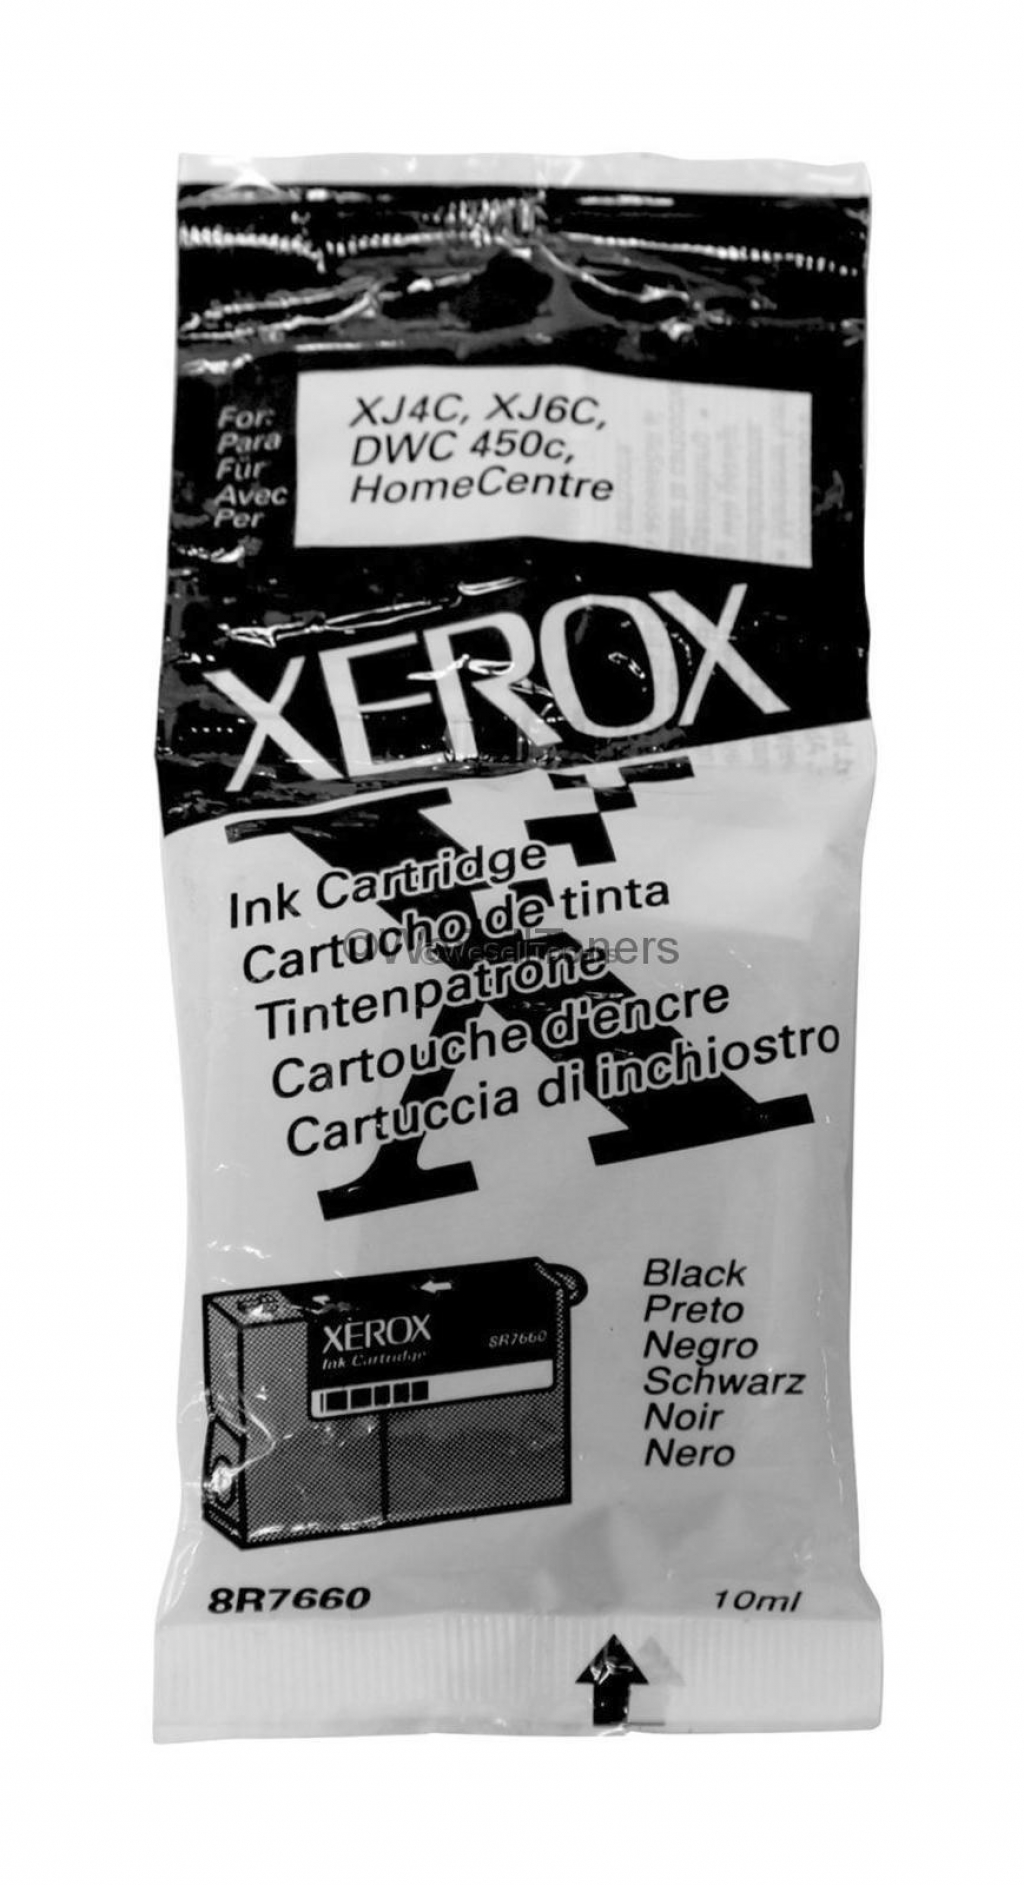 For:
Para
Für
Avec
Per
XJ4C, XJ6C,
DWC 450c,
HomeCentre
XEROX
Ink Cartridge
Cartucho de tinta
Tintenpatrone
Cartouche d'encre
Cartuccia di inchiostro
XEROX
Ink Cartridge
8R7660
Black
Preto
Negro
Schwarz
Noir
Nero
8R7660
10ml